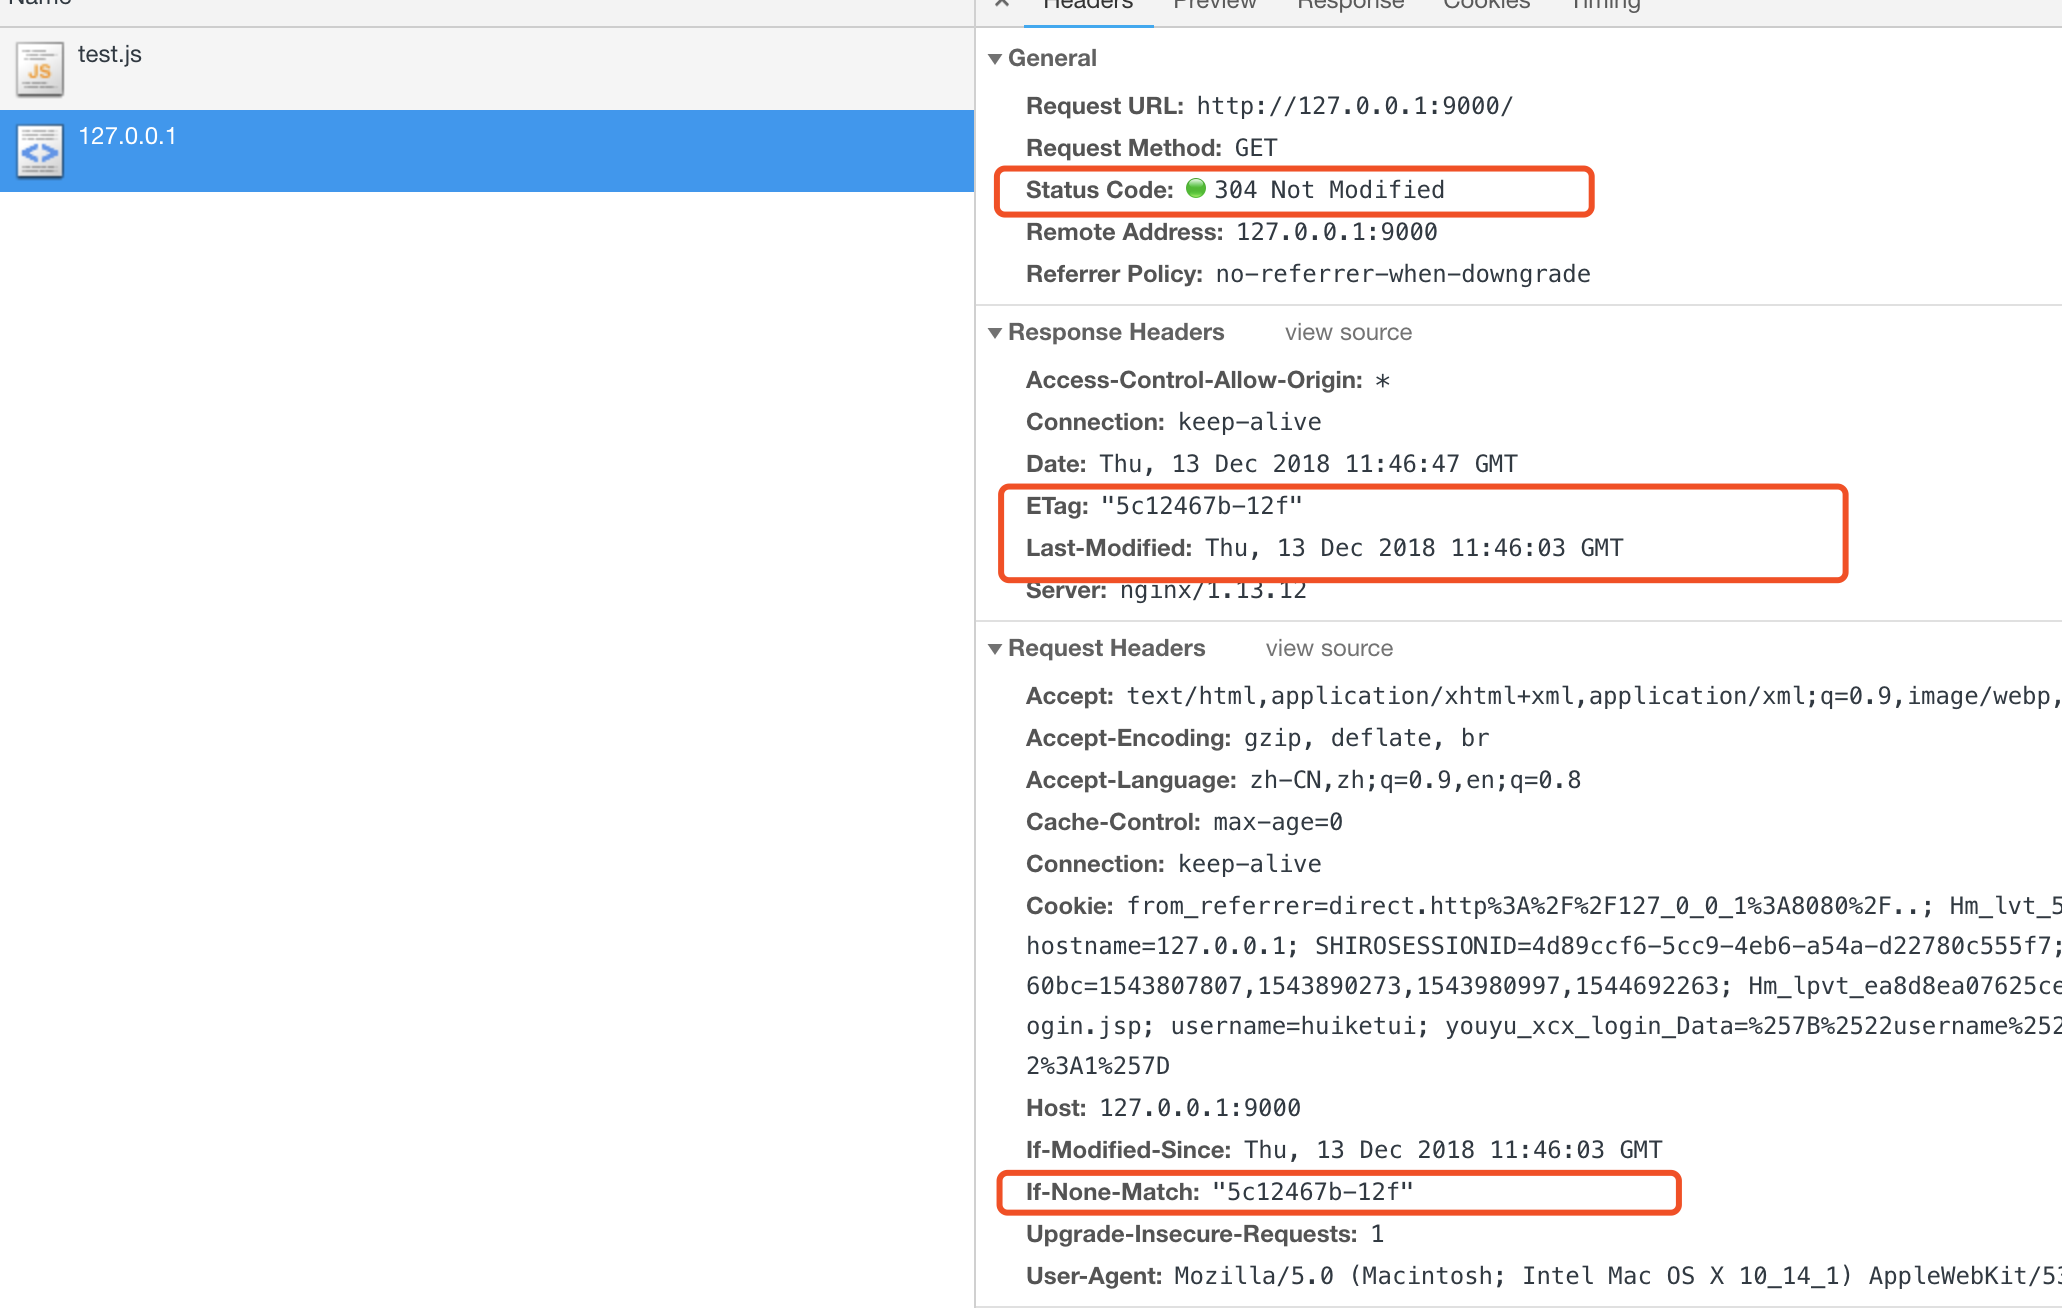 Name
test.js
127.0.0.1
Headers Preview Response Cookies Timing
General
Request URL: http://127.0.0.1:9000/
Request Method: GET
Status Code: 304 Not Modified
Remote Address: 127.0.0.1:9000
Referrer Policy: no-referrer-when-downgrade
Response Headers view source
Access-Control-Allow-Origin: *
Connection: keep-alive
Date: Thu, 13 Dec 2018 11:46:47 GMT
ETag: "5c12467b-12f"
Last-Modified: Thu, 13 Dec 2018 11:46:03 GMT
Server: nginx/1.13.12
Request Headers view source
Accept: text/html,application/xhtml+xml,application/xml;q=0.9,image/webp,
Accept-Encoding: gzip, deflate, br
Accept-Language: zh-CN,zh;q=0.9,en;q=0.8
Cache-Control: max-age=0
Connection: keep-alive
Cookie: from_referrer=direct.http%3A%2F%2F127_0_0_1%3A8080%2F..; Hm_lvt_5
hostname=127.0.0.1; SHIROSESSIONID=4d89ccf6-5cc9-4eb6-a54a-d22780c555f7;
60bc=1543807807,1543890273,1543980997,1544692263; Hm_lpvt_ea8d8ea07625ce
ogin.jsp; username=huiketui; youyu_xcx_login_Data=%257B%2522username%252
2%3A1%257D
Host: 127.0.0.1:9000
If-Modified-Since: Thu, 13 Dec 2018 11:46:03 GMT
If-None-Match: "5c12467b-12f"
Upgrade-Insecure-Requests: 1
User-Agent: Mozilla/5.0 (Macintosh; Intel Mac OS X 10_14_1) AppleWebKit/53